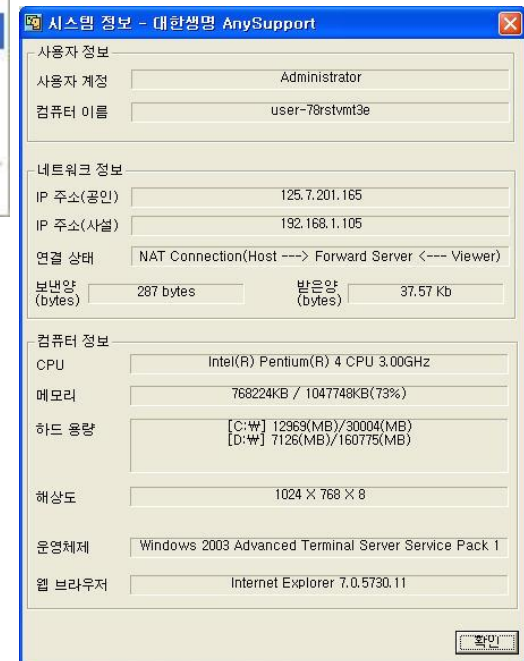 시스템 정보 - 대한생명 AnySupport
사용자 정보
사용자 계정 Administrator
컴퓨터 이름 user-78rstvmt3e
네트워크 정보
IP 주소(공인) 125.7.201.165
IP 주소(사설) 192.168.1.105
연결 상태 NAT Connection(Host ---> Forward Server <--- Viewer)
보낸양 (bytes) 287 bytes 받은양 (bytes) 37.57 Kb
컴퓨터 정보
CPU Intel(R) Pentium(R) 4 CPU 3.00GHz
메모리 768224KB / 1047748KB(73%)
하드 용량 [C:₩] 12969(MB)/30004(MB)
[D:₩] 7126(MB)/160775(MB)
해상도 1024 X 768 X 8
운영체제 Windows 2003 Advanced Terminal Server Service Pack 1
웹 브라우저 Internet Explorer 7.0.5730.11
확인